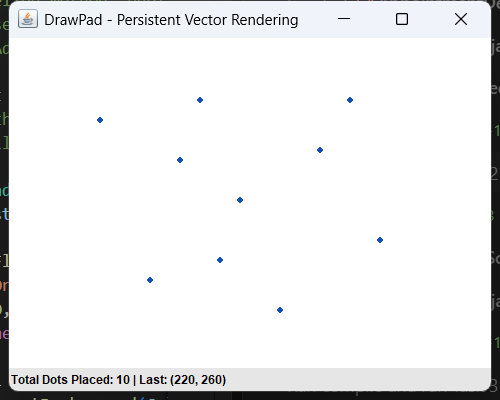 DrawPad - Persistent Vector Rendering
Total Dots Placed: 10 | Last: (220, 260)